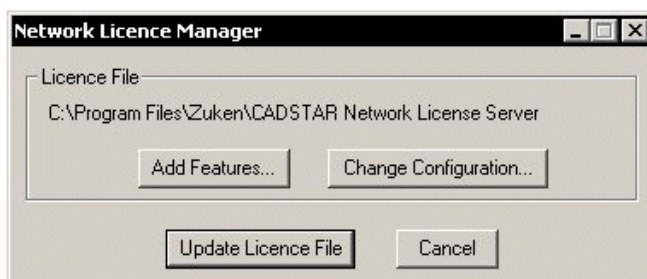 Network Licence Manager
Licence File
C:\Program Files\Zuken\CADSTAR Network License Server
Add Features... Change Configuration...
Update Licence File Cancel